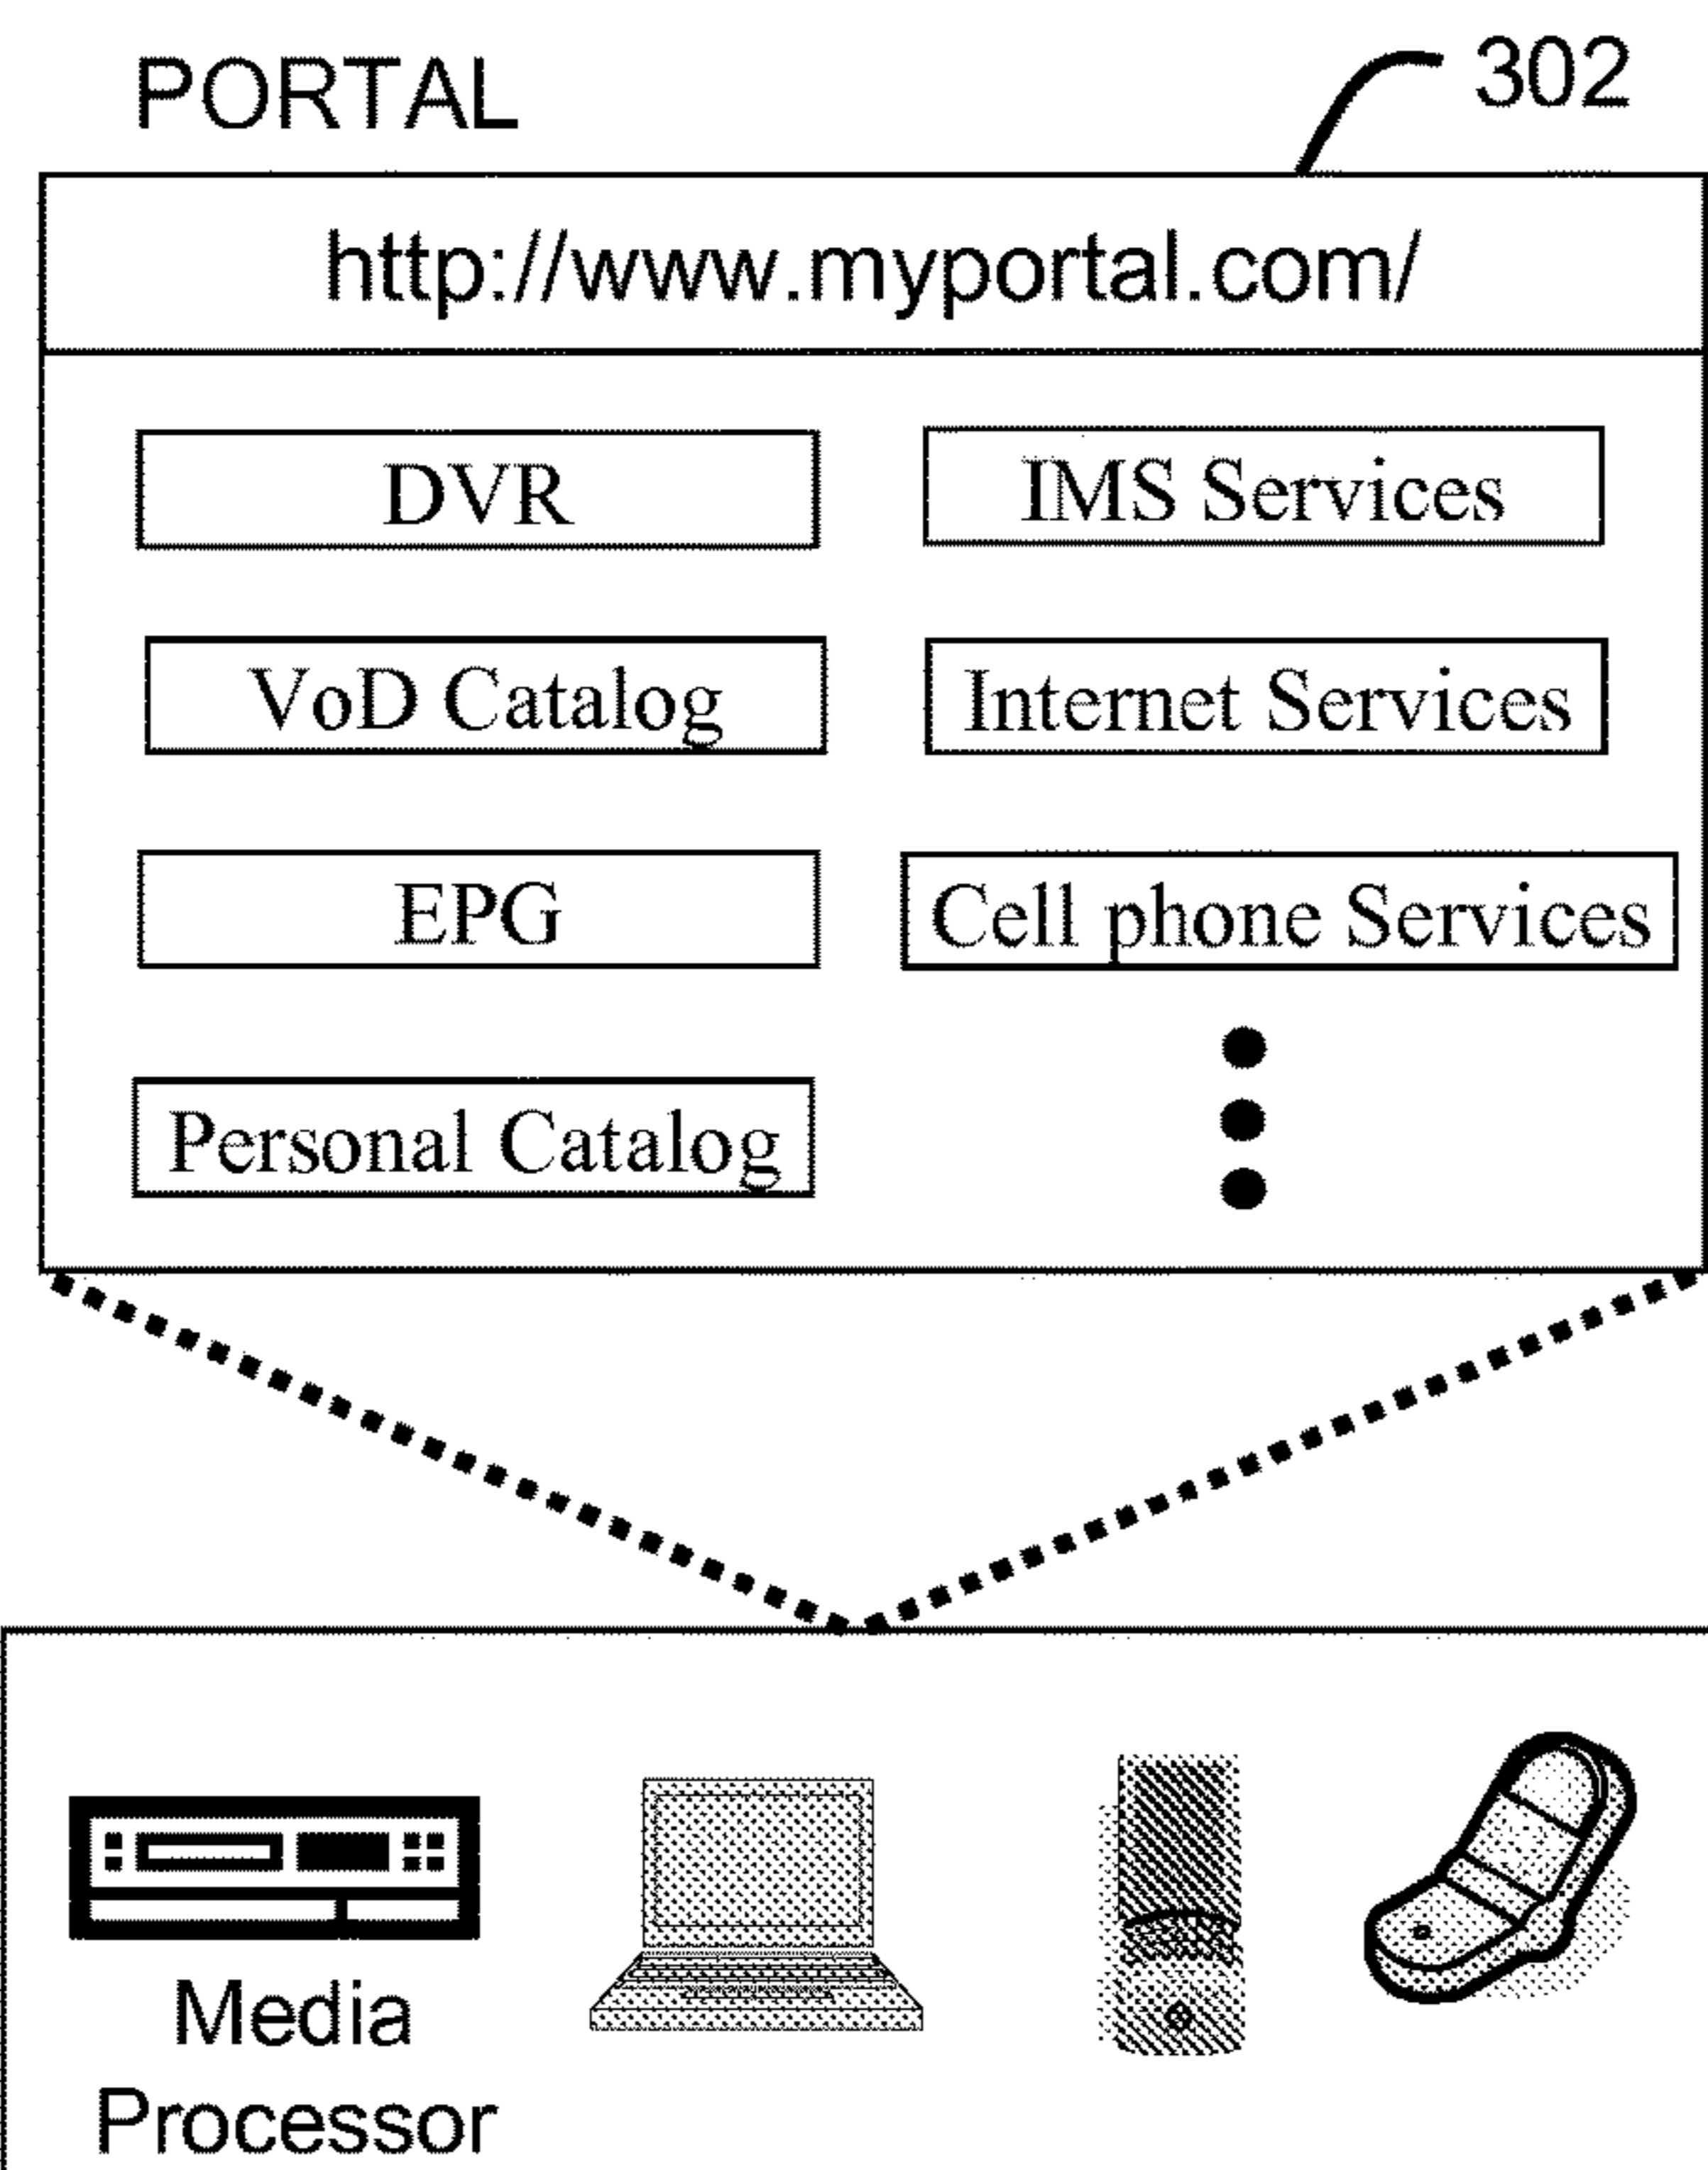 PORTAL
302
http://www.myportal.com/
DVR
IMS Services
VoD Catalog
Internet Services
EPG
Cell phone Services
Personal Catalog
Media
Processor